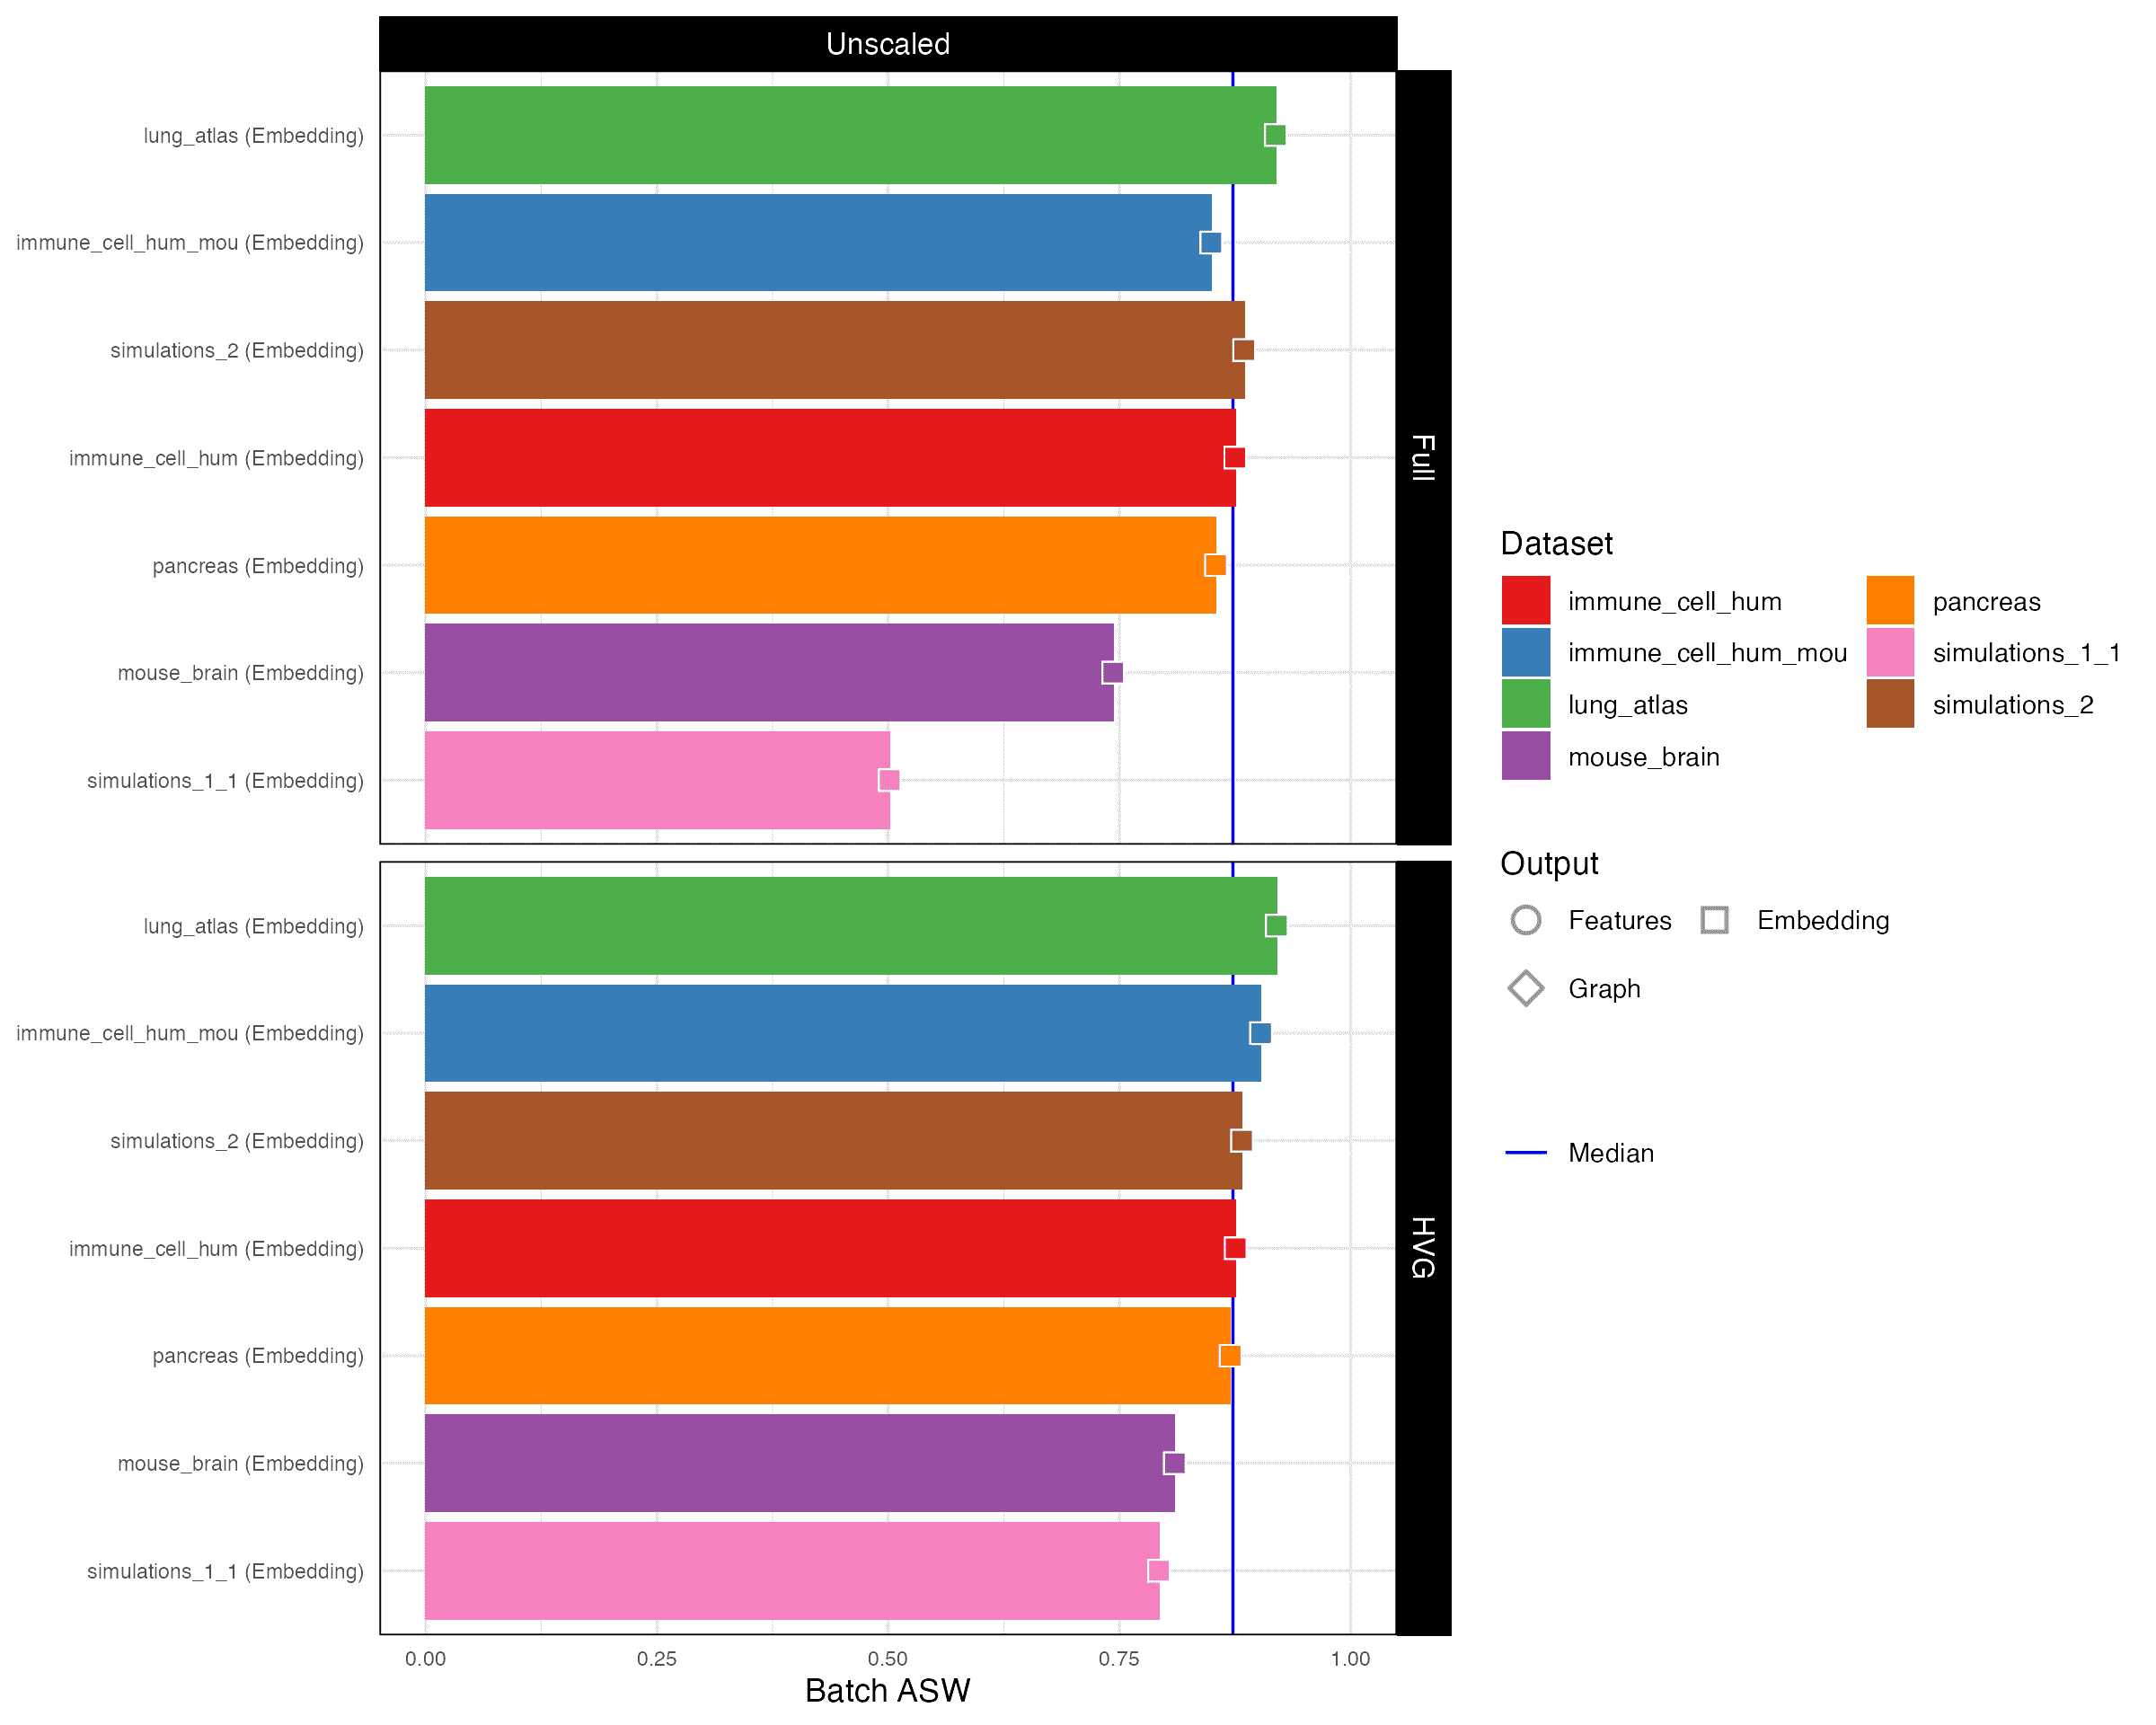 Unscaled
lung_atlas (Embedding)
immune_cell_hum_mou (Embedding)
simulations_2 (Embedding)
immune_cell_hum (Embedding)
pancreas (Embedding)
mouse_brain (Embedding)
simulations_1_1 (Embedding)
Full
lung_atlas (Embedding)
immune_cell_hum_mou (Embedding)
simulations_2 (Embedding)
immune_cell_hum (Embedding)
pancreas (Embedding)
mouse_brain (Embedding)
simulations_1_1 (Embedding)
HVG
0.00 0.25 0.50 0.75 1.00
Batch ASW
Dataset
immune_cell_hum pancreas
immune_cell_hum_mou simulations_1_1
lung_atlas simulations_2
mouse_brain
Output
Features Embedding
Graph
Median